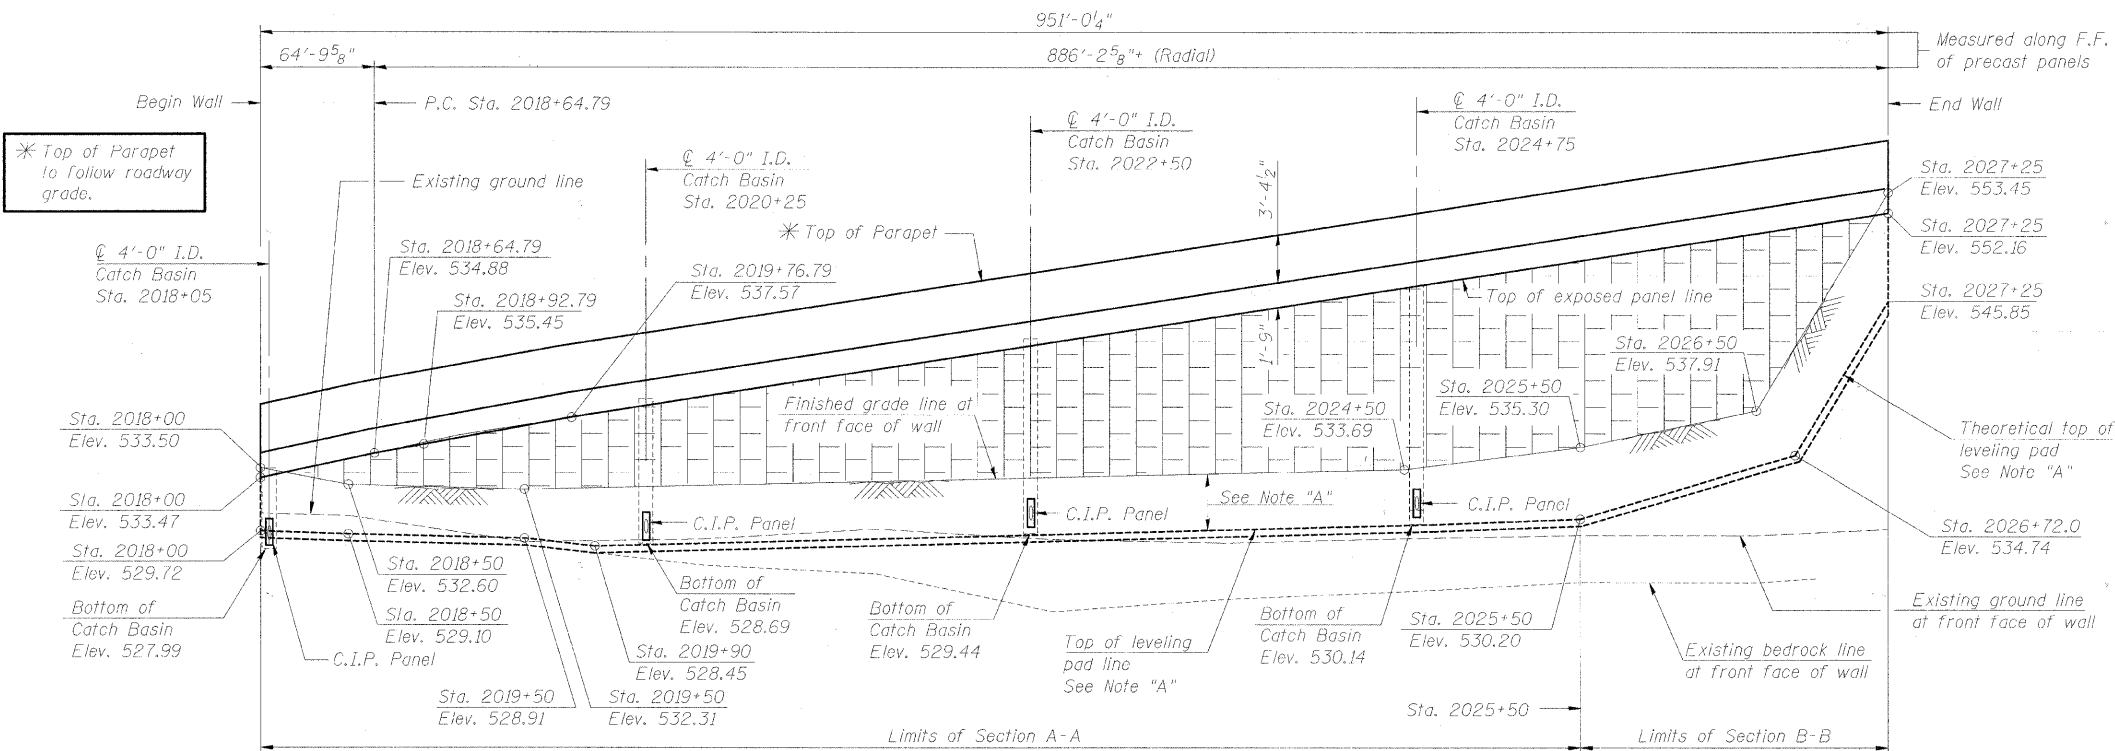 951'-0 1/4"
64'-9 5/8"
886'-2 5/8"± (Radial)
Measured along F.F.
of precast panels
Begin Wall
P.C. Sta. 2018+64.79
End Wall
* Top of Parapet
to follow roadway
grade.
℄ 4'-0" I.D.
Catch Basin
Sta. 2018+05
Existing ground line
℄ 4'-0" I.D.
Catch Basin
Sta. 2020+25
℄ 4'-0" I.D.
Catch Basin
Sta. 2022+50
℄ 4'-0" I.D.
Catch Basin
Sta. 2024+75
3'-4 1/2"
1'-9"
* Top of Parapet
Sta. 2018+64.79
Elev. 534.88
Sta. 2018+92.79
Elev. 535.45
Sta. 2019+76.79
Elev. 537.57
Top of exposed panel line
Sta. 2027+25
Elev. 553.45
Sta. 2027+25
Elev. 552.16
Sta. 2027+25
Elev. 545.85
Sta. 2026+50
Elev. 537.91
Sta. 2025+50
Elev. 535.30
Sta. 2024+50
Elev. 533.69
Finished grade line at
front face of wall
Sta. 2018+00
Elev. 533.50
Sta. 2018+00
Elev. 533.47
Sta. 2018+00
Elev. 529.72
Bottom of
Catch Basin
Elev. 527.99
C.I.P. Panel
Sta. 2018+50
Elev. 532.60
Sta. 2018+50
Elev. 529.10
Sta. 2019+50
Elev. 528.91
Sta. 2019+50
Elev. 532.31
Sta. 2019+90
Elev. 528.45
C.I.P. Panel
Bottom of
Catch Basin
Elev. 528.69
C.I.P. Panel
Bottom of
Catch Basin
Elev. 529.44
See Note "A"
Top of leveling
pad line
See Note "A"
C.I.P. Panel
Bottom of
Catch Basin
Elev. 530.14
Sta. 2025+50
Elev. 530.20
Theoretical top of
leveling pad
See Note "A"
Sta. 2026+72.0
Elev. 534.74
Existing ground line
at front face of wall
Existing bedrock line
at front face of wall
Sta. 2025+50
Limits of Section A-A
Limits of Section B-B